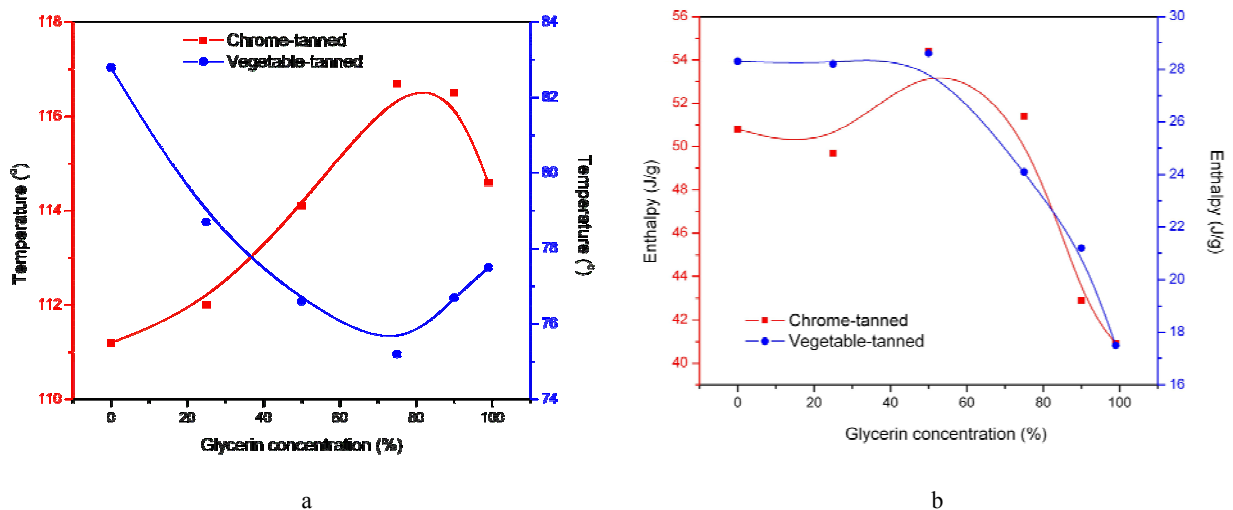 118
116
114
112
110
Temperature (°)
Chrome-tanned
Vegetable-tanned
84
82
80
78
76
74
Temperature (°)
0 20 40 60 80 100
Glycerin concentration (%)
a
56
54
52
50
48
46
44
42
40
Enthalpy (J/g)
Chrome-tanned
Vegetable-tanned
30
28
26
24
22
20
18
16
Enthalpy (J/g)
0 20 40 60 80 100
Glycerin concentration (%)
b